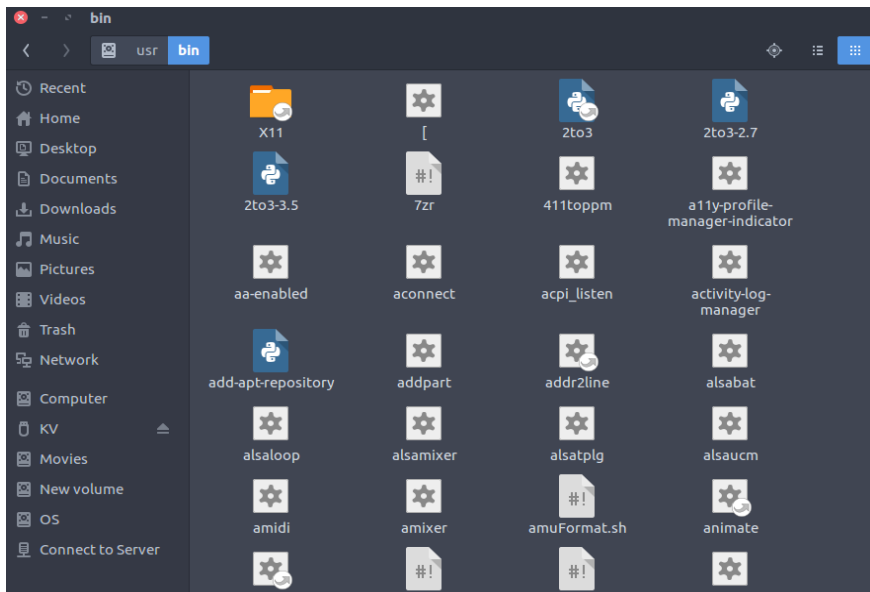 bin
usr bin
Recent
Home
Desktop
Documents
Downloads
Music
Pictures
Videos
Trash
Network
Computer
KV
Movies
New volume
OS
Connect to Server
X11 [ 2to3 2to3-2.7
2to3-3.5 7zr 411toppm a11y-profile-
manager-indicator
aa-enabled aconnect acpi_listen activity-log-
manager
add-apt-repository addpart addr2line alsabat
alsaloop alsamixer alsatplg alsaucm
amidi amixer amuFormat.sh animate